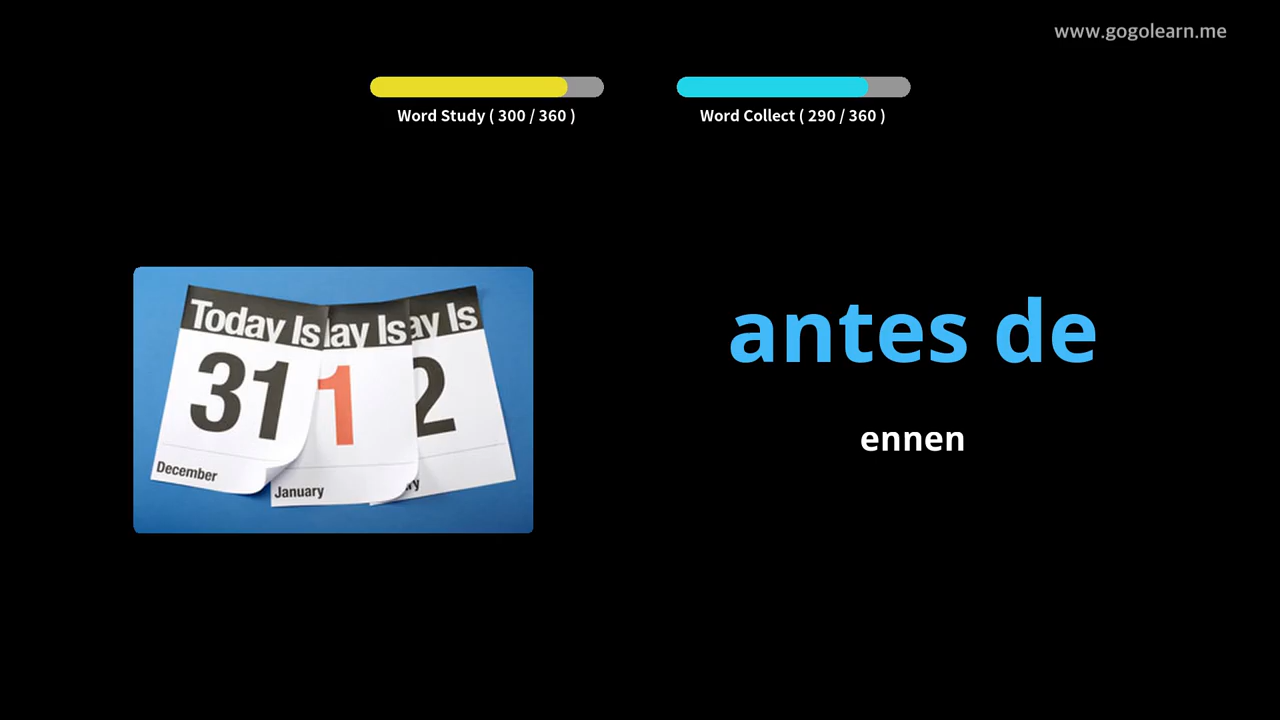 www.gogolearn.me
Word Study ( 300 / 360 )
Word Collect ( 290 / 360 )
Today Is
ay Is
ay Is
31
1
2
December
January
ry
antes de
ennen